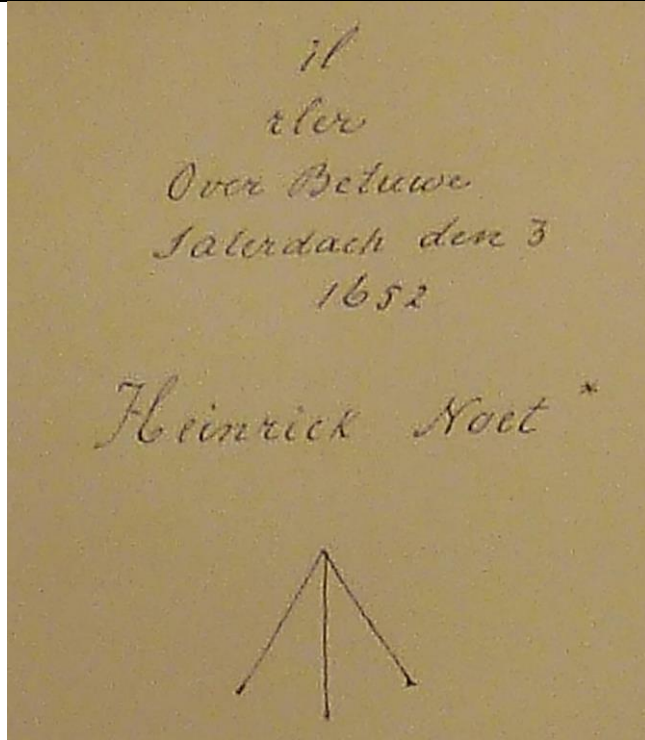 il
rler
Over Betuwe
Saterdach den 3
1652
Heinrick Noet *